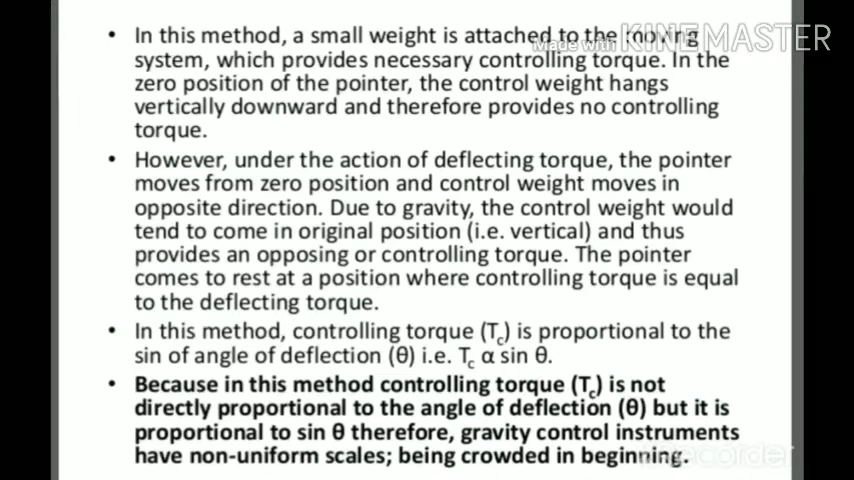 • In this method, a small weight is attached to the moving
Made with KINEMASTER
system, which provides necessary controlling torque. In the
zero position of the pointer, the control weight hangs
vertically downward and therefore provides no controlling
torque.
• However, under the action of deflecting torque, the pointer
moves from zero position and control weight moves in
opposite direction. Due to gravity, the control weight would
tend to come in original position (i.e. vertical) and thus
provides an opposing or controlling torque. The pointer
comes to rest at a position where controlling torque is equal
to the deflecting torque.
• In this method, controlling torque (Tc) is proportional to the
sin of angle of deflection (θ) i.e. Tc α sin θ.
• Because in this method controlling torque (Tc) is not
directly proportional to the angle of deflection (θ) but it is
proportional to sin θ therefore, gravity control instruments
have non-uniform scales; being crowded in beginning.